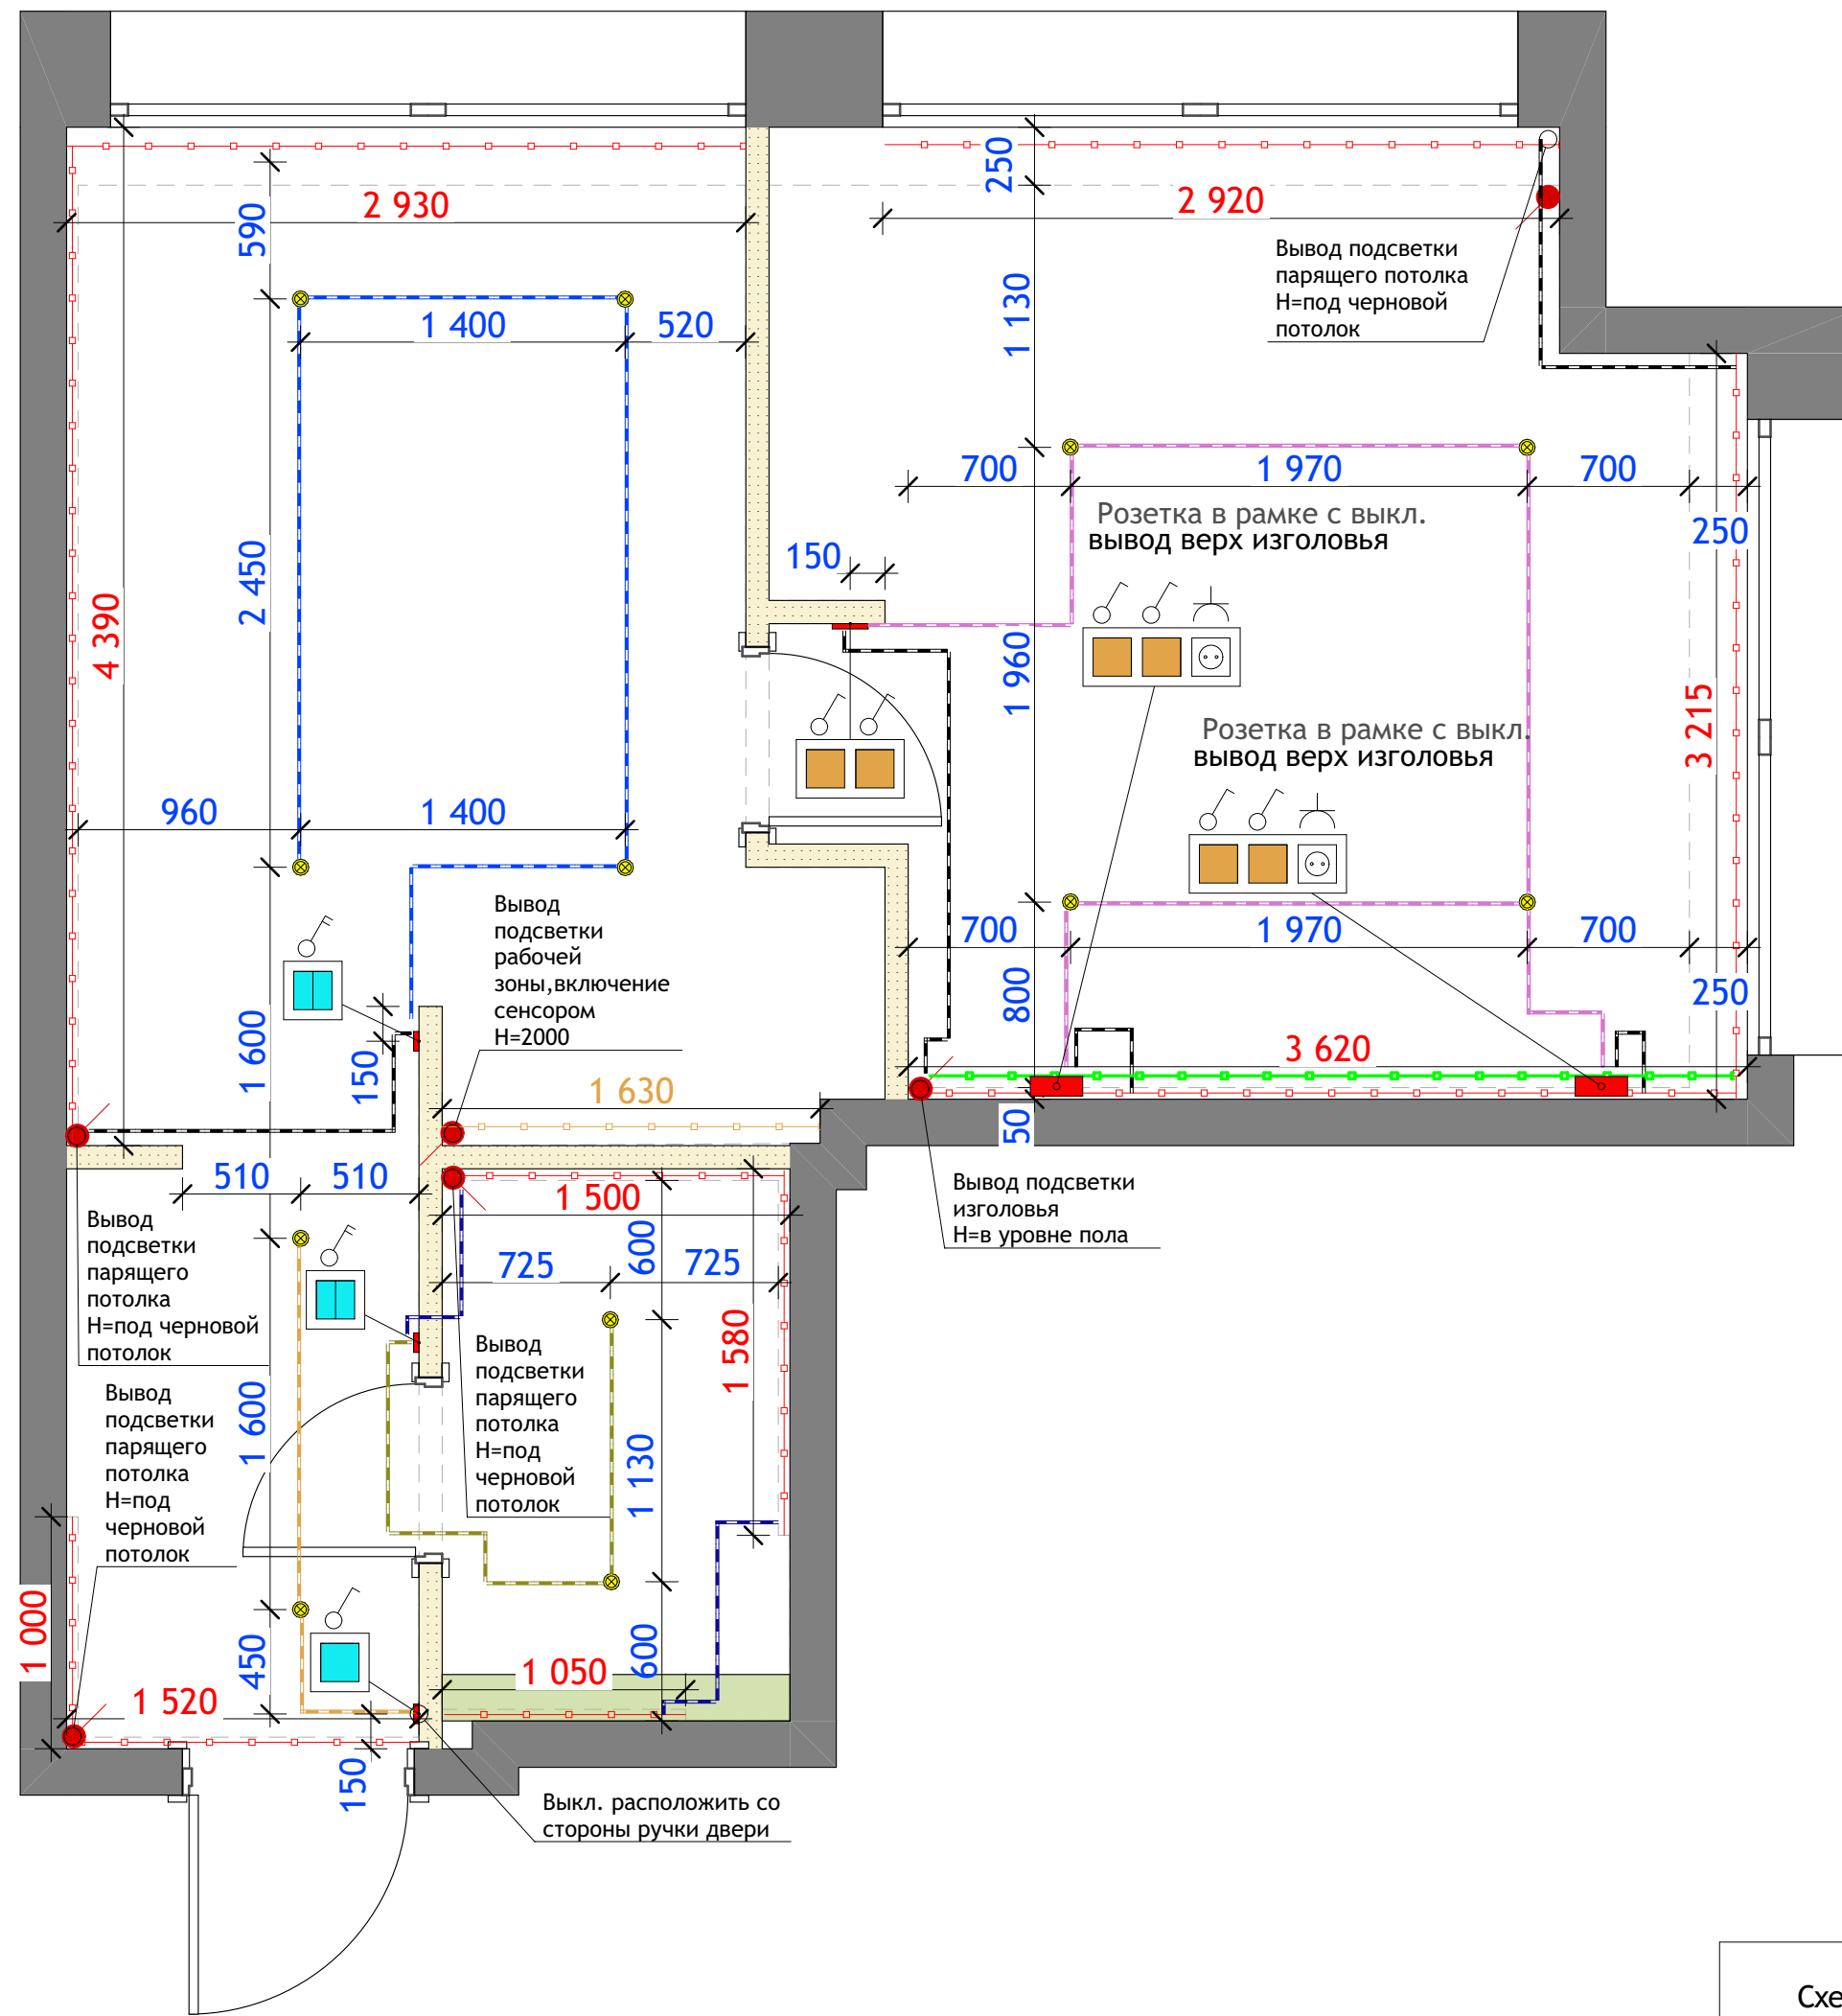 250
2 930
2 920
590
Вывод подсветки
парящего потолка
H=под черновой
потолок
1 130
1 400
520
700
1 970
700
Розетка в рамке с выкл.
вывод верх изголовья
250
150
2 450
4 390
1 960
3 215
Розетка в рамке с выкл.
вывод верх изголовья
960
1 400
Вывод
подсветки
рабочей
зоны,включение
сенсором
H=2000
700
1 970
700
800
250
1 600
150
3 620
1 630
50
510
510
Вывод
подсветки
парящего
потолка
H=под черновой
потолок
1 500
600
725
725
Вывод подсветки
изголовья
H=в уровне пола
1 580
Вывод
подсветки
парящего
потолка
H=под
черновой
потолок
Вывод
подсветки
парящего
потолка
H=под
черновой
потолок
1 600
1 130
1 000
450
600
1 050
1 520
150
Выкл. расположить со
стороны ручки двери
Схе